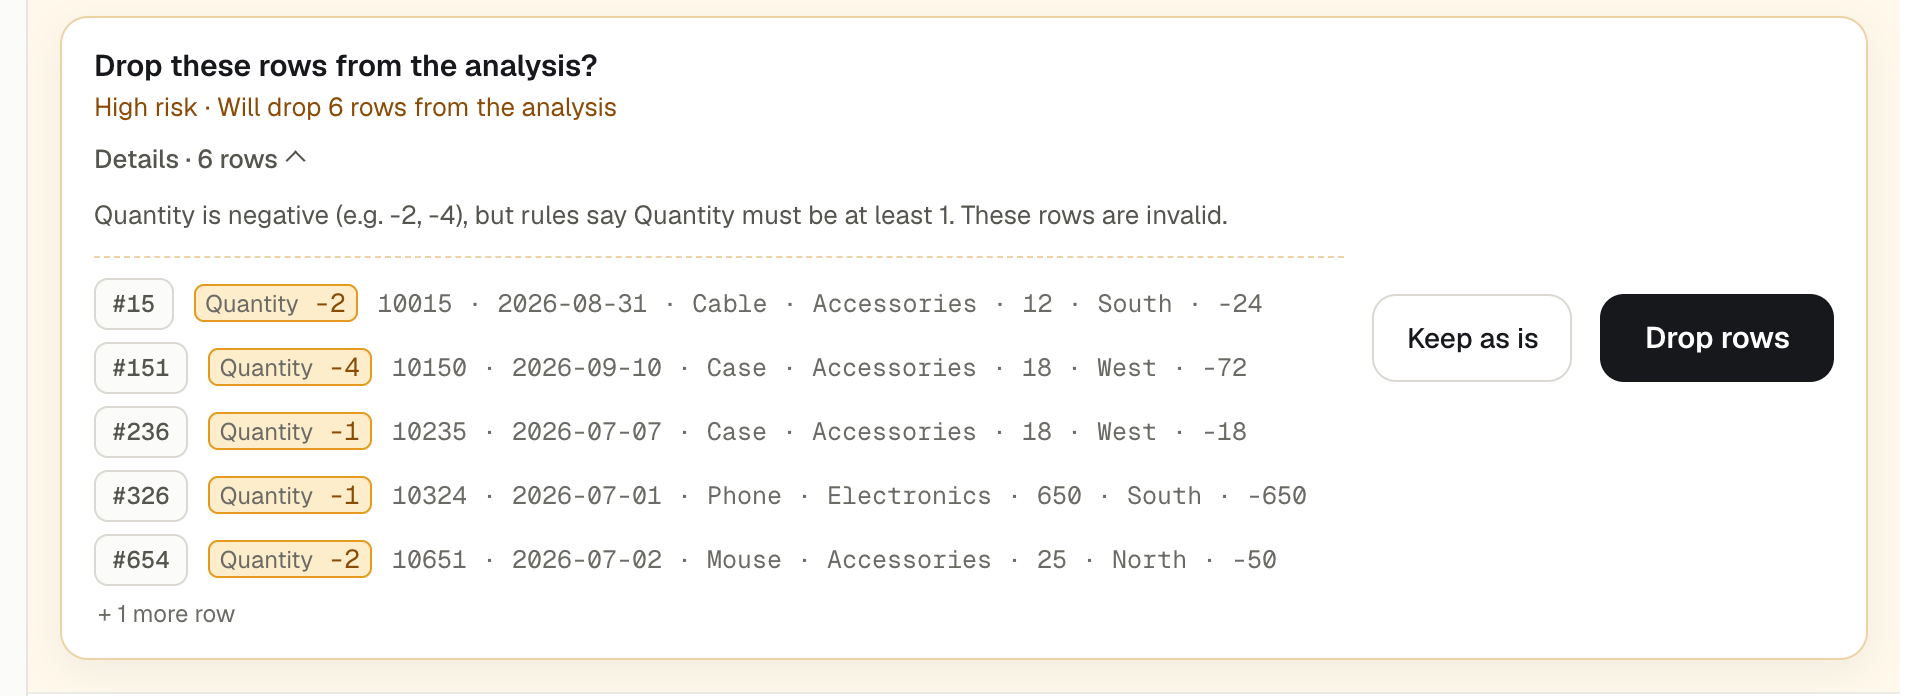 Drop these rows from the analysis?
High risk · Will drop 6 rows from the analysis
Details · 6 rows
Quantity is negative (e.g. -2, -4), but rules say Quantity must be at least 1. These rows are invalid.
#15 Quantity -2 10015 · 2026-08-31 · Cable · Accessories · 12 · South · -24
#151 Quantity -4 10150 · 2026-09-10 · Case · Accessories · 18 · West · -72
#236 Quantity -1 10235 · 2026-07-07 · Case · Accessories · 18 · West · -18
#326 Quantity -1 10324 · 2026-07-01 · Phone · Electronics · 650 · South · -650
#654 Quantity -2 10651 · 2026-07-02 · Mouse · Accessories · 25 · North · -50
+ 1 more row
Keep as is
Drop rows